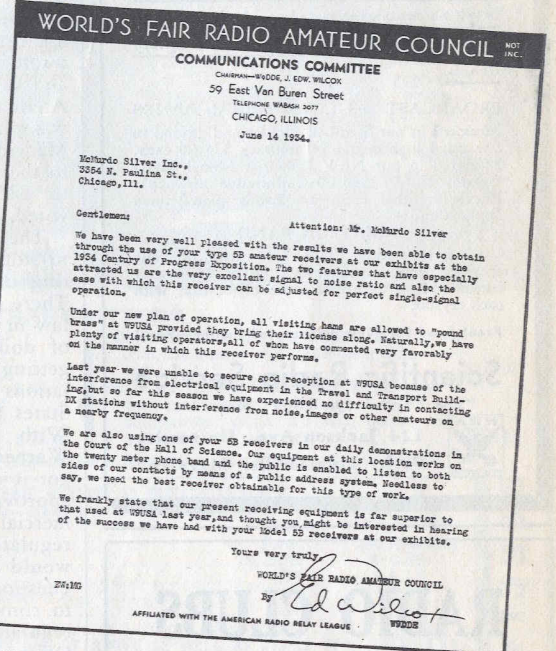 WORLD'S FAIR RADIO AMATEUR COUNCIL NOT INC.
COMMUNICATIONS COMMITTEE
CHAIRMAN—W9DDE, J. EDW. WILCOX
59 East Van Buren Street
TELEPHONE WABASH 3077
CHICAGO, ILLINOIS
June 14 1934.
McMurdo Silver Inc.,
3354 N. Paulina St.,
Chicago,Ill.
Gentlemen;
Attention: Mr. McMurdo Silver
We have been very well pleased with the results we have been able to obtain
through the use of your type 5B amateur receivers at our exhibits at the
1934 Century of Progress Exposition. The two features that have especially
attracted us are the very excellent signal to noise ratio and also the
ease with which this receiver can be adjusted for perfect single-signal
operation.
Under our new plan of operation, all visiting hams are allowed to "pound
brass" at W9USA provided they bring their license along. Naturally,we have
plenty of visiting operators,all of whom have commented very favorably
on the manner in which this receiver performs.
Last year we were unable to secure good reception at W9USA because of the
interference from electrical equipment in the Travel and Transport Build-
ing,but so far this season we have experienced no difficulty in contacting
DX stations without interference from noise,images or other amateurs on
a nearby frequency.
We are also using one of your 5B receivers in our daily demonstrations in
the Court of the Hall of Science. Our equipment at this location works on
the twenty meter phone band and the public is enabled to listen to both
sides of our contacts by means of a public address system. Needless to
say, we need the best receiver obtainable for this type of work.
We frankly state that our present receiving equipment is far superior to
that used at W9USA last year,and thought you might be interested in hearing
of the success we have had with your Model 5B receivers at our exhibits.
Yours very truly
WORLD'S FAIR RADIO AMATEUR COUNCIL
By Ed Wilcox
EW:MG
W9DDE
AFFILIATED WITH THE AMERICAN RADIO RELAY LEAGUE